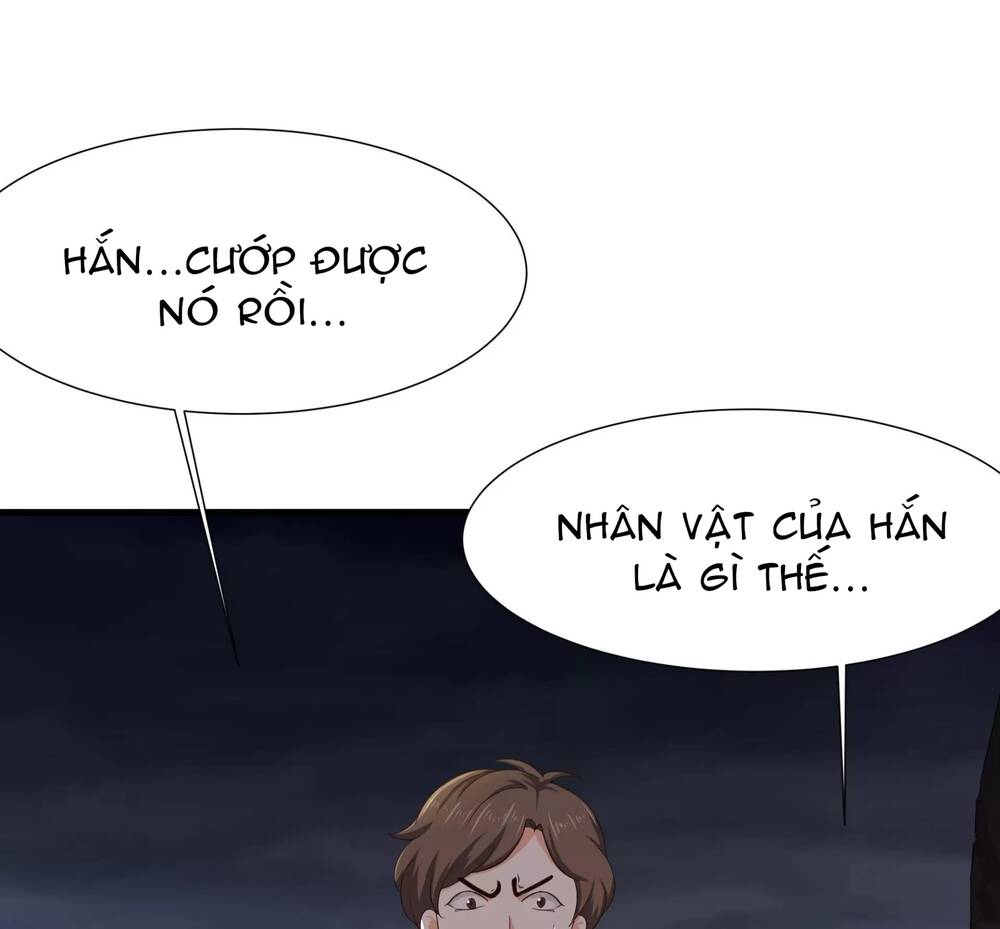 HẮN...CƯỚP ĐƯỢC
NÓ RỒI...
NHÂN VẬT CỦA HẮN
LÀ GÌ THẾ...